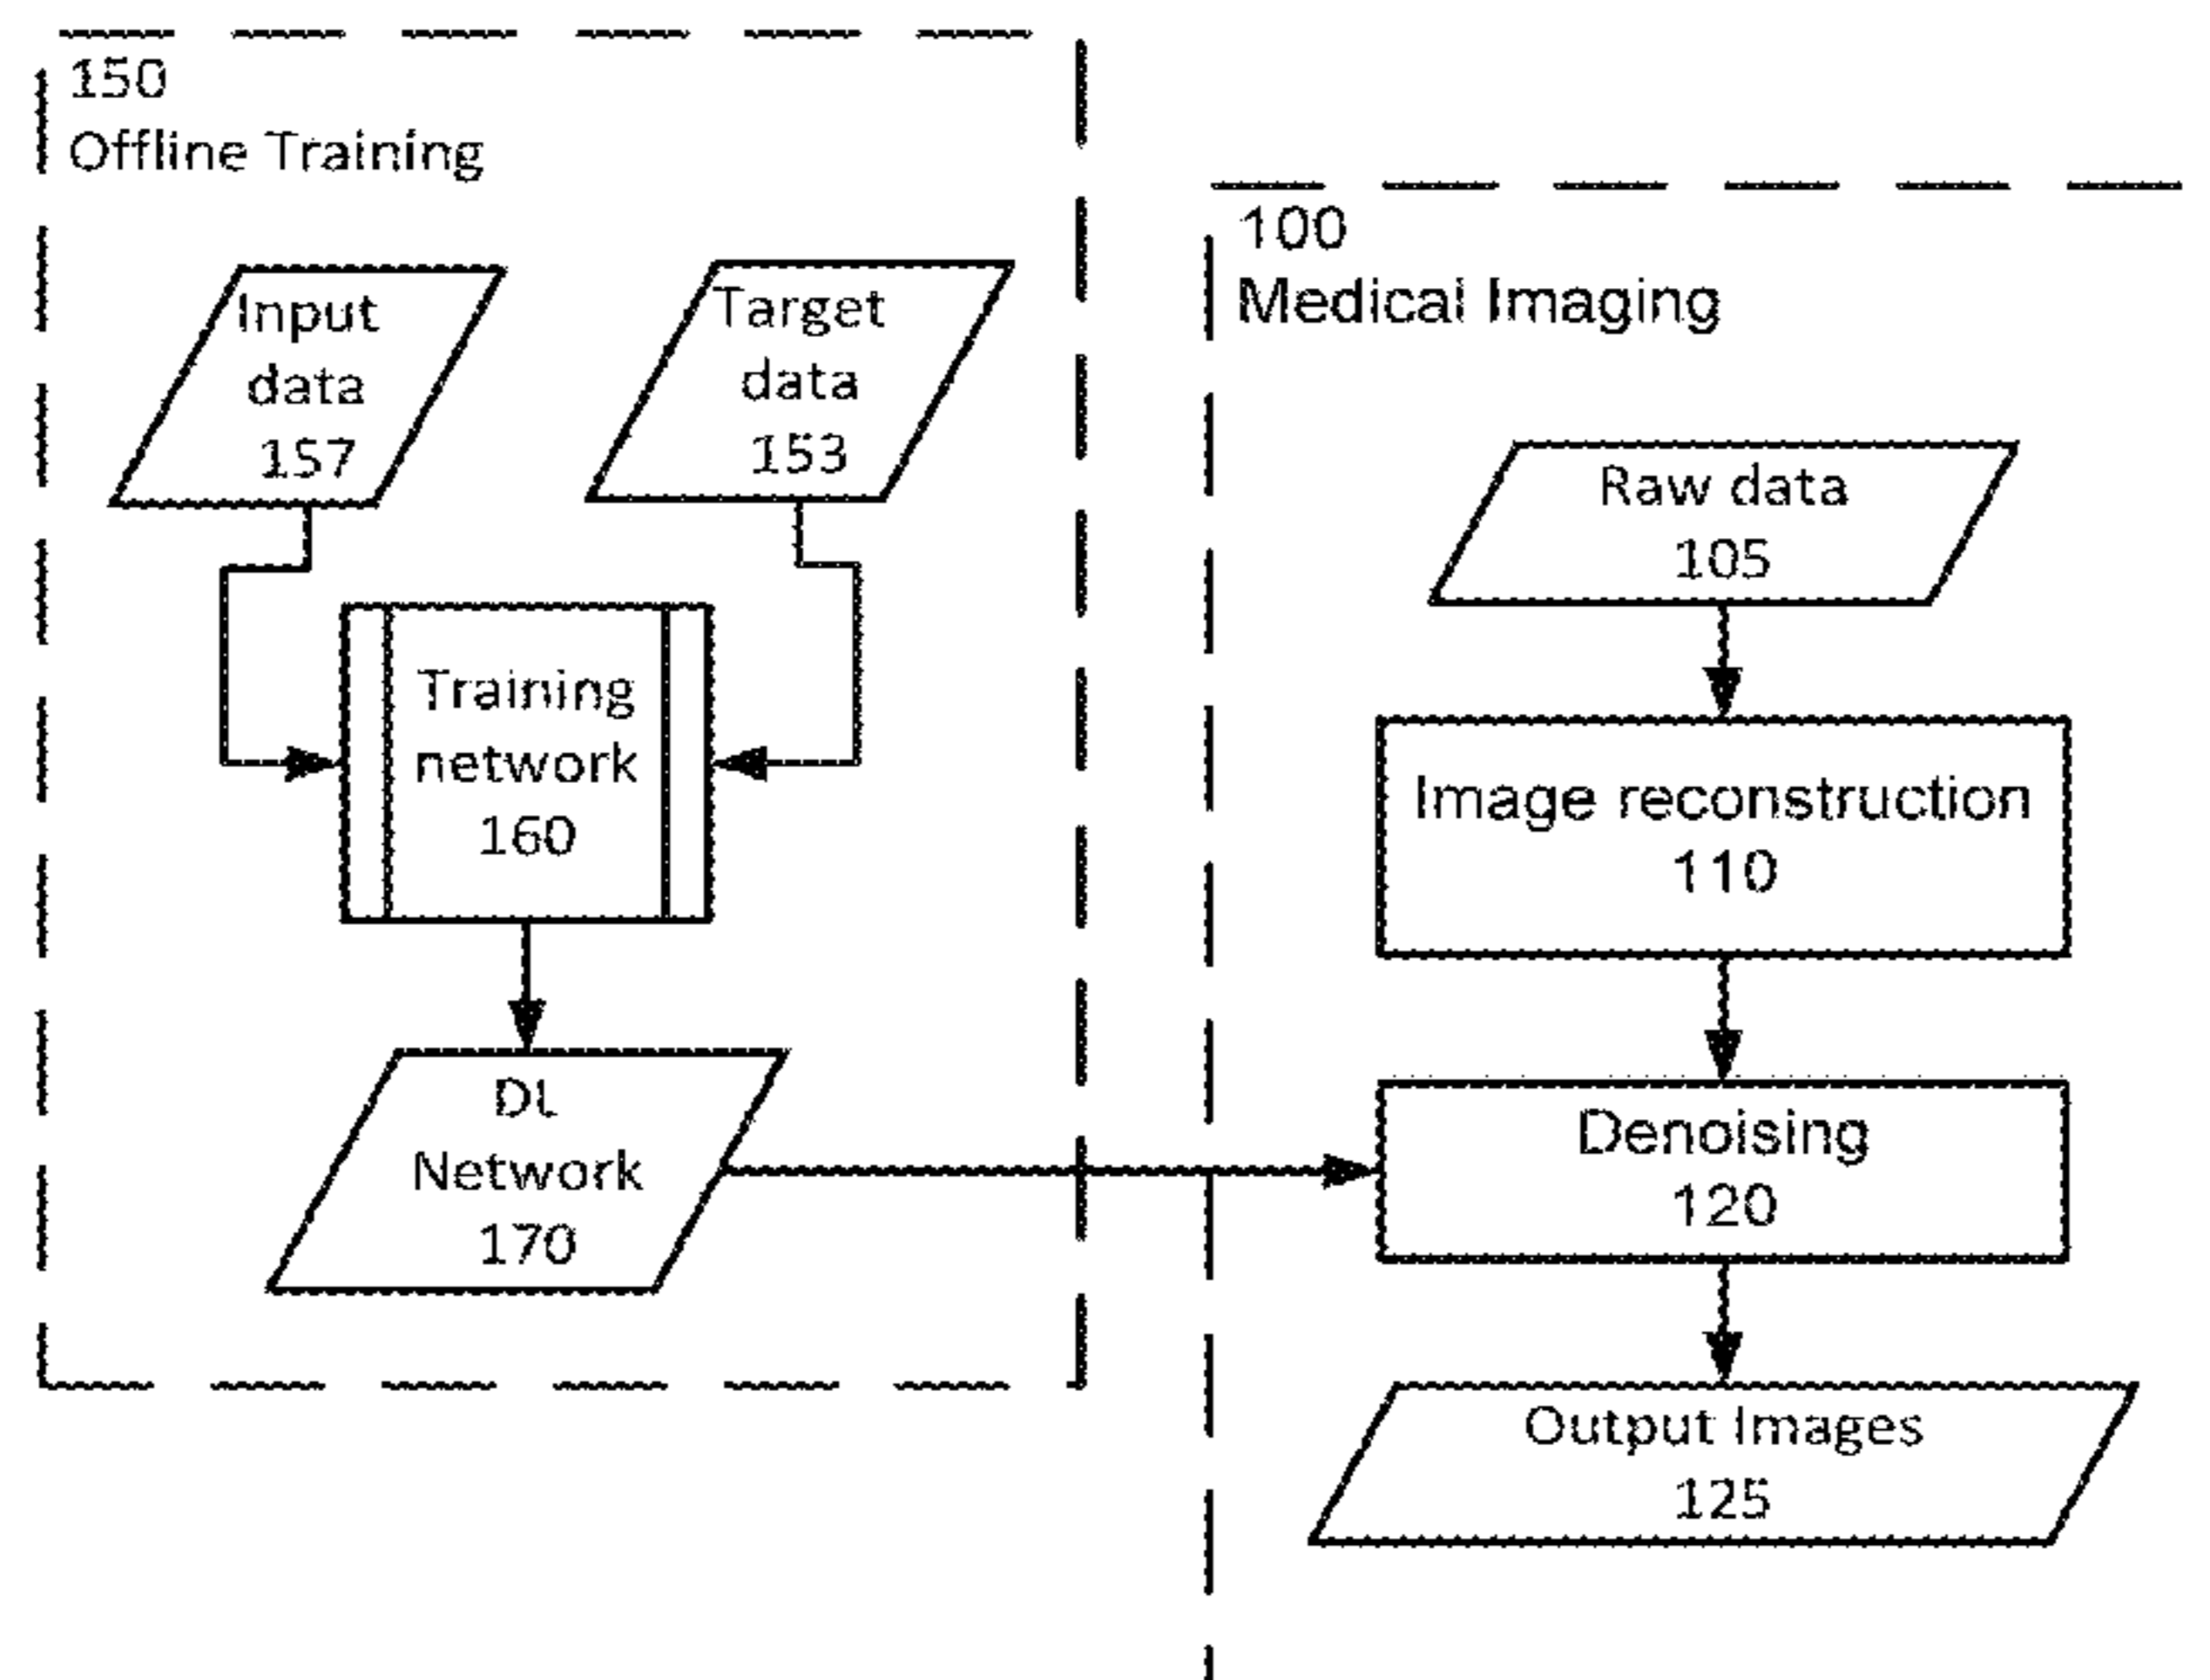 150
Offline Training
Input
data
157
Target
data
153
Training
network
160
DL
Network
170
100
Medical Imaging
Raw data
105
Image reconstruction
110
Denoising
120
Output Images
125